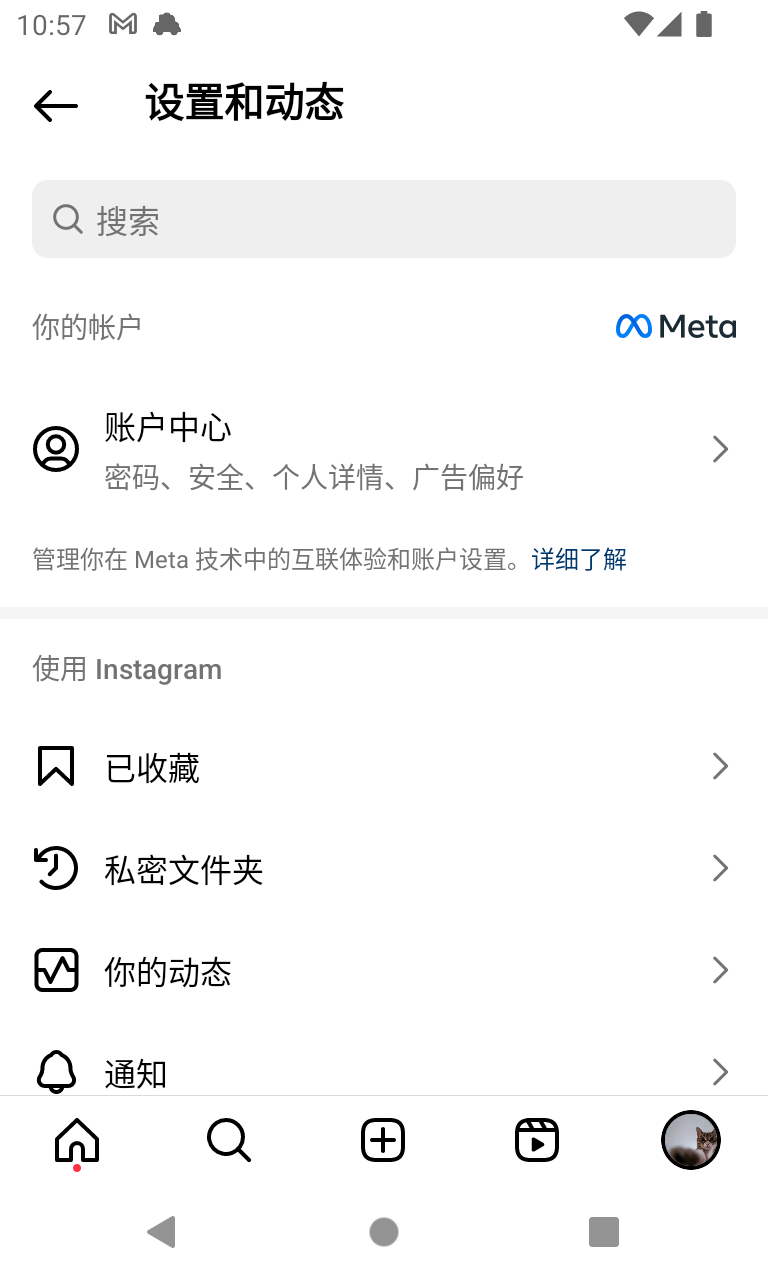 10:57
设置和动态
搜索
你的帐户
Meta
账户中心
密码、安全、个人详情、广告偏好
管理你在 Meta 技术中的互联体验和账户设置。详细了解
使用 Instagram
已收藏
私密文件夹
你的动态
通知